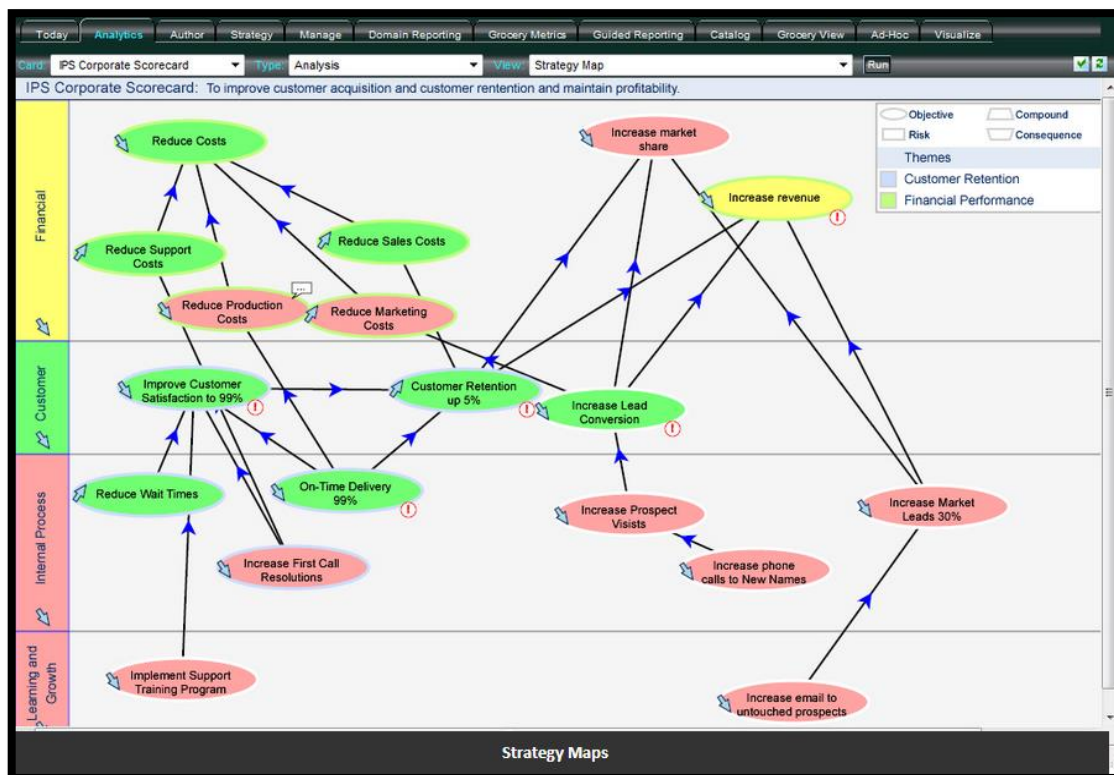 Today Analytics Author Strategy Manage Domain Reporting Grocery Metrics Guided Reporting Catalog Grocery View Ad-Hoc Visualize
Card: IPS Corporate Scorecard Type: Analysis View: Strategy Map Run
IPS Corporate Scorecard: To improve customer acquisition and customer rentention and maintain profitability.
Objective Compound
Risk Consequence
Themes
Customer Retention
Financial Performance
Financial
Reduce Costs
Increase market
share
Increase revenue
!
Reduce Support
Costs
Reduce Sales Costs
Reduce Production
Costs
...
Reduce Marketing
Costs
Customer
Improve Customer
Satisfaction to 99%
!
Customer Retention
up 5%
!
Increase Lead
Conversion
!
Internal Process
Reduce Wait Times
On-Time Delivery
99%
!
Increase Prospect
Visists
Increase Market
Leads 30%
Increase First Call
Resolutions
Increase phone
calls to New Names
Learning and
Growth
Implement Support
Training Program
Increase email to
untouched prospects
Strategy Maps